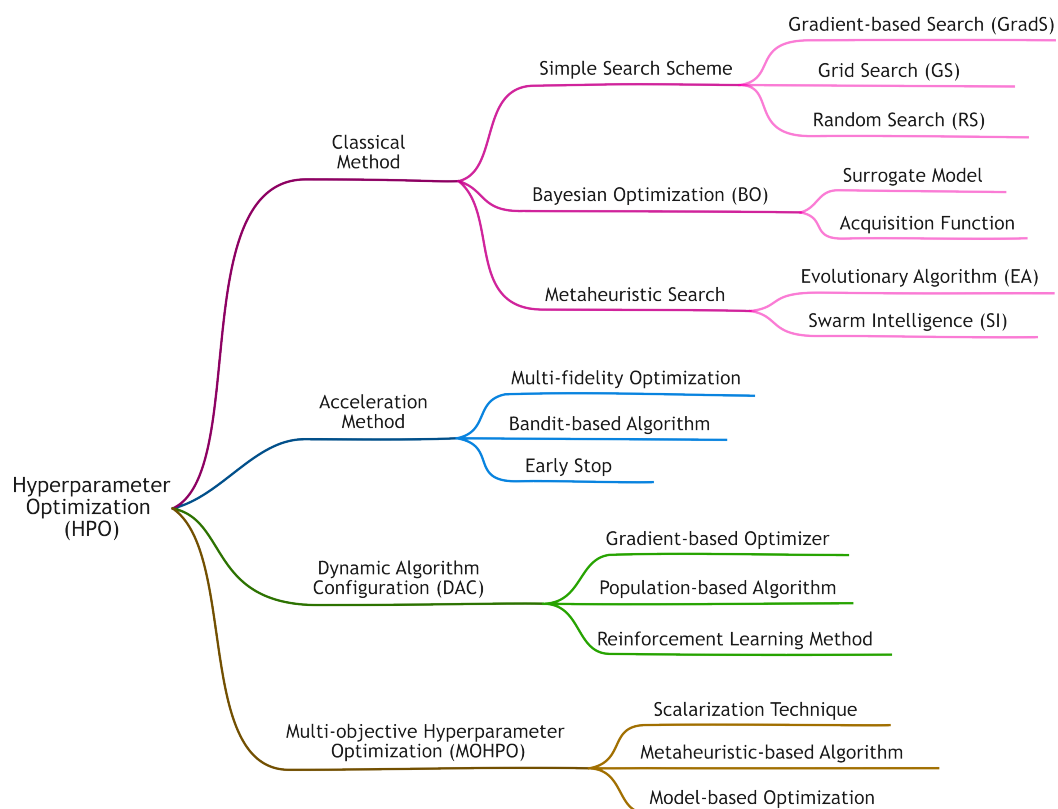 Hyperparameter
Optimization
(HPO)
Classical
Method
Simple Search Scheme
Gradient-based Search (GradS)
Grid Search (GS)
Random Search (RS)
Bayesian Optimization (BO)
Surrogate Model
Acquisition Function
Metaheuristic Search
Evolutionary Algorithm (EA)
Swarm Intelligence (SI)
Acceleration
Method
Multi-fidelity Optimization
Bandit-based Algorithm
Early Stop
Dynamic Algorithm
Configuration (DAC)
Gradient-based Optimizer
Population-based Algorithm
Reinforcement Learning Method
Multi-objective Hyperparameter
Optimization (MOHPO)
Scalarization Technique
Metaheuristic-based Algorithm
Model-based Optimization